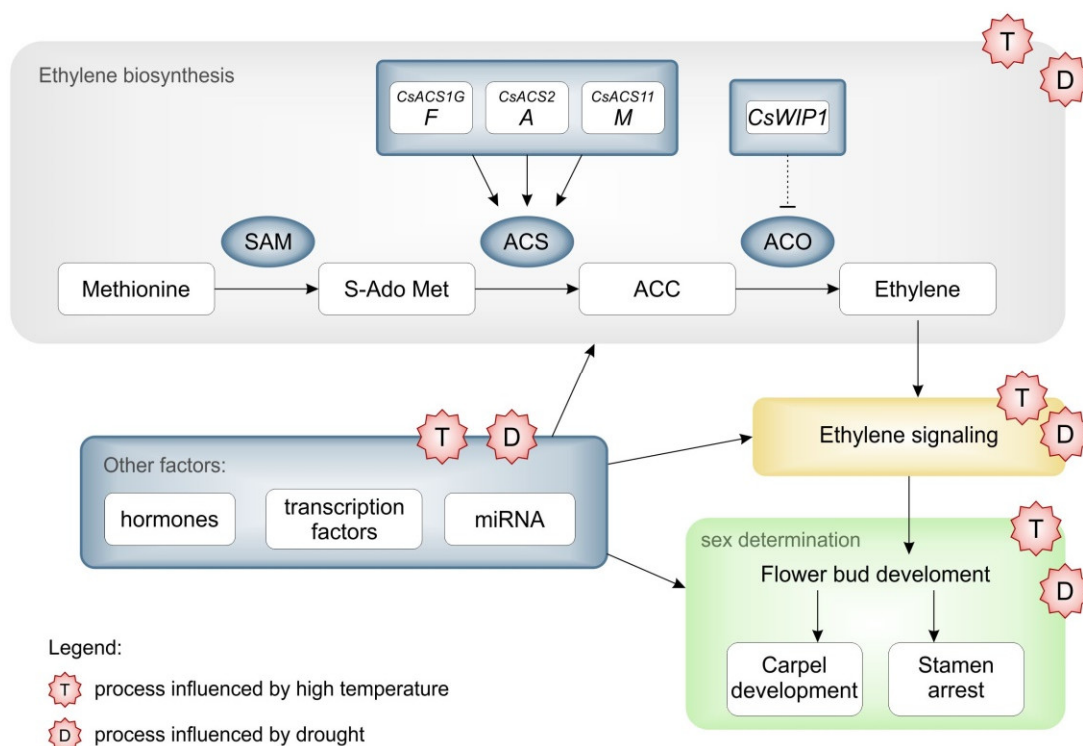 T
D
Ethylene biosynthesis
CsACS1G
F
CsACS2
A
CsACS11
M
CsWIP1
SAM
ACS
ACO
Methionine
S-Ado Met
ACC
Ethylene
T
D
Other factors:
hormones
transcription
factors
miRNA
T
D
Ethylene signaling
T
D
sex determination
Flower bud develoment
Carpel
development
Stamen
arrest
Legend:
T process influenced by high temperature
D process influenced by drought